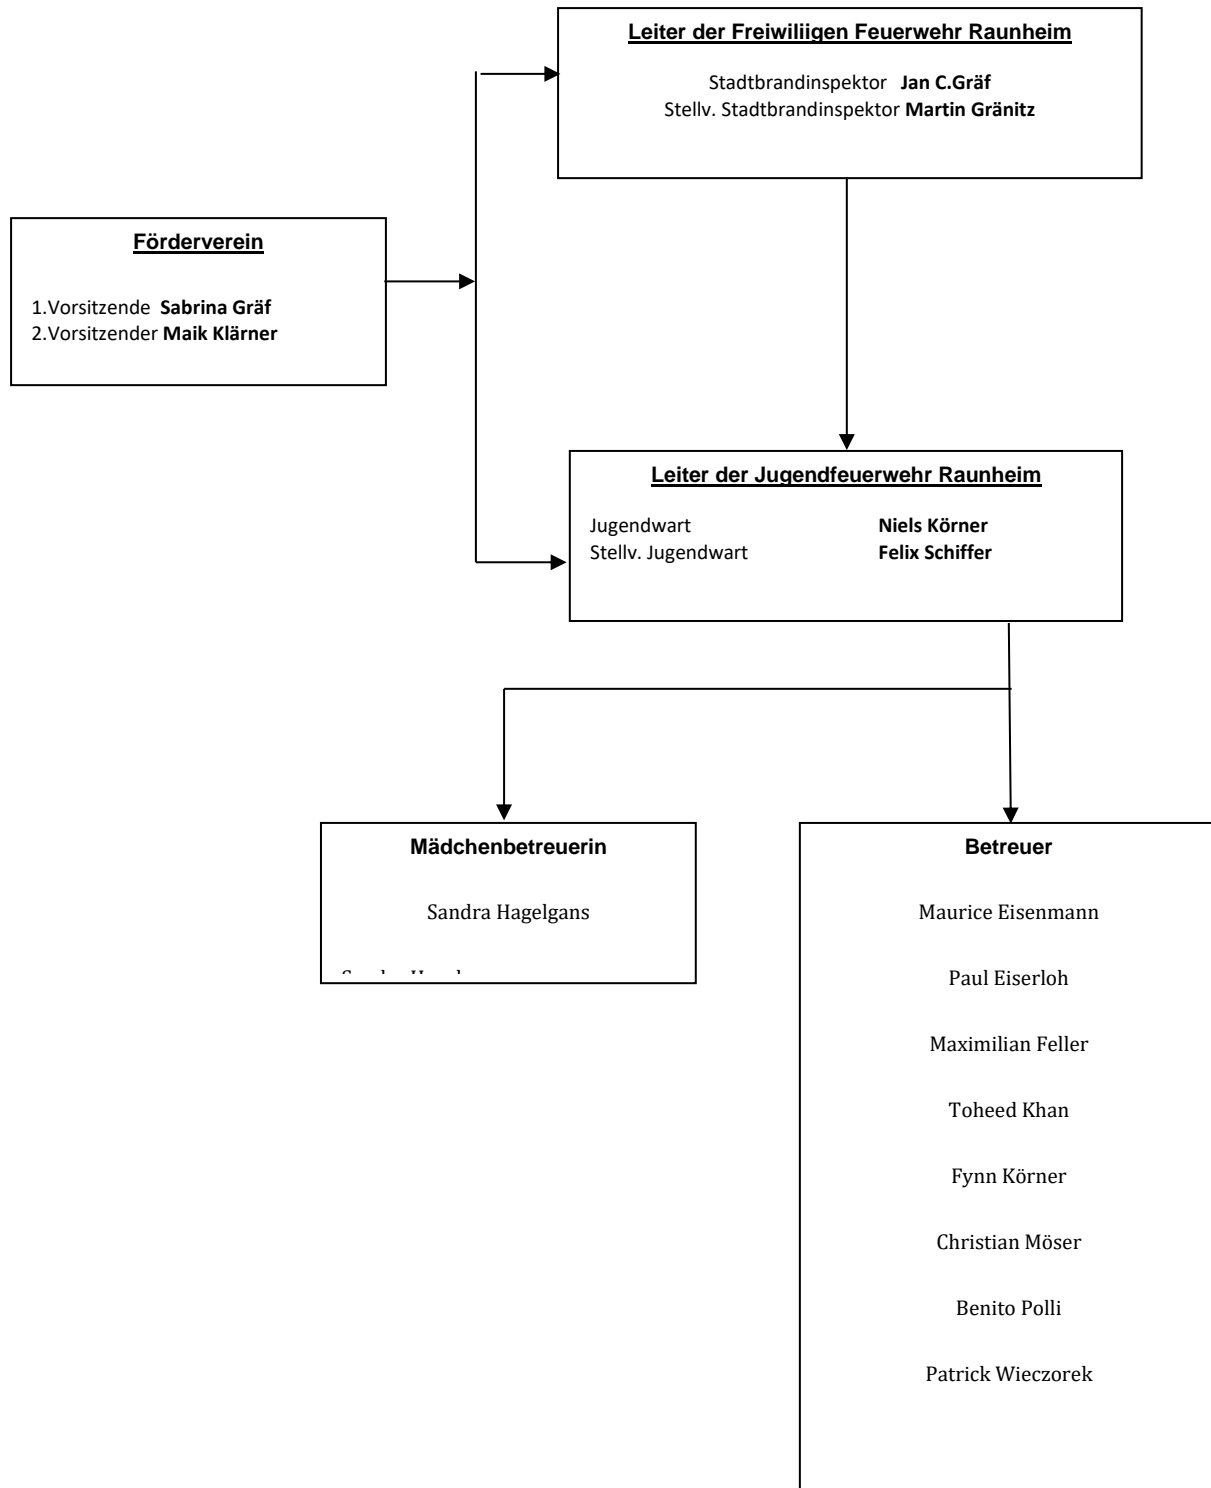 Leiter der Freiwiliigen Feuerwehr Raunheim
Stadtbrandinspektor Jan C.Gräf
Stellv. Stadtbrandinspektor Martin Gränitz
Förderverein
1.Vorsitzende Sabrina Gräf
2.Vorsitzender Maik Klärner
Leiter der Jugendfeuerwehr Raunheim
Jugendwart Niels Körner
Stellv. Jugendwart Felix Schiffer
Mädchenbetreuerin
Sandra Hagelgans
Betreuer
Maurice Eisenmann
Paul Eiserloh
Maximilian Feller
Toheed Khan
Fynn Körner
Christian Möser
Benito Polli
Patrick Wieczorek